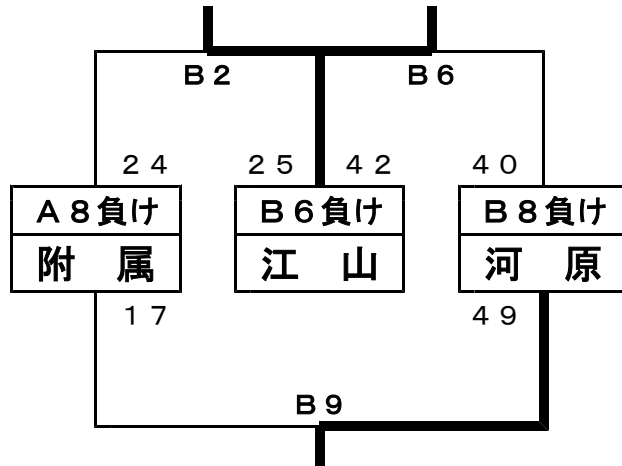 Ｂ２ Ｂ６
２４ ２５ ４２ ４０
Ａ８負け Ｂ６負け Ｂ８負け
附　属 江　山 河　原
１７ ４９
Ｂ９